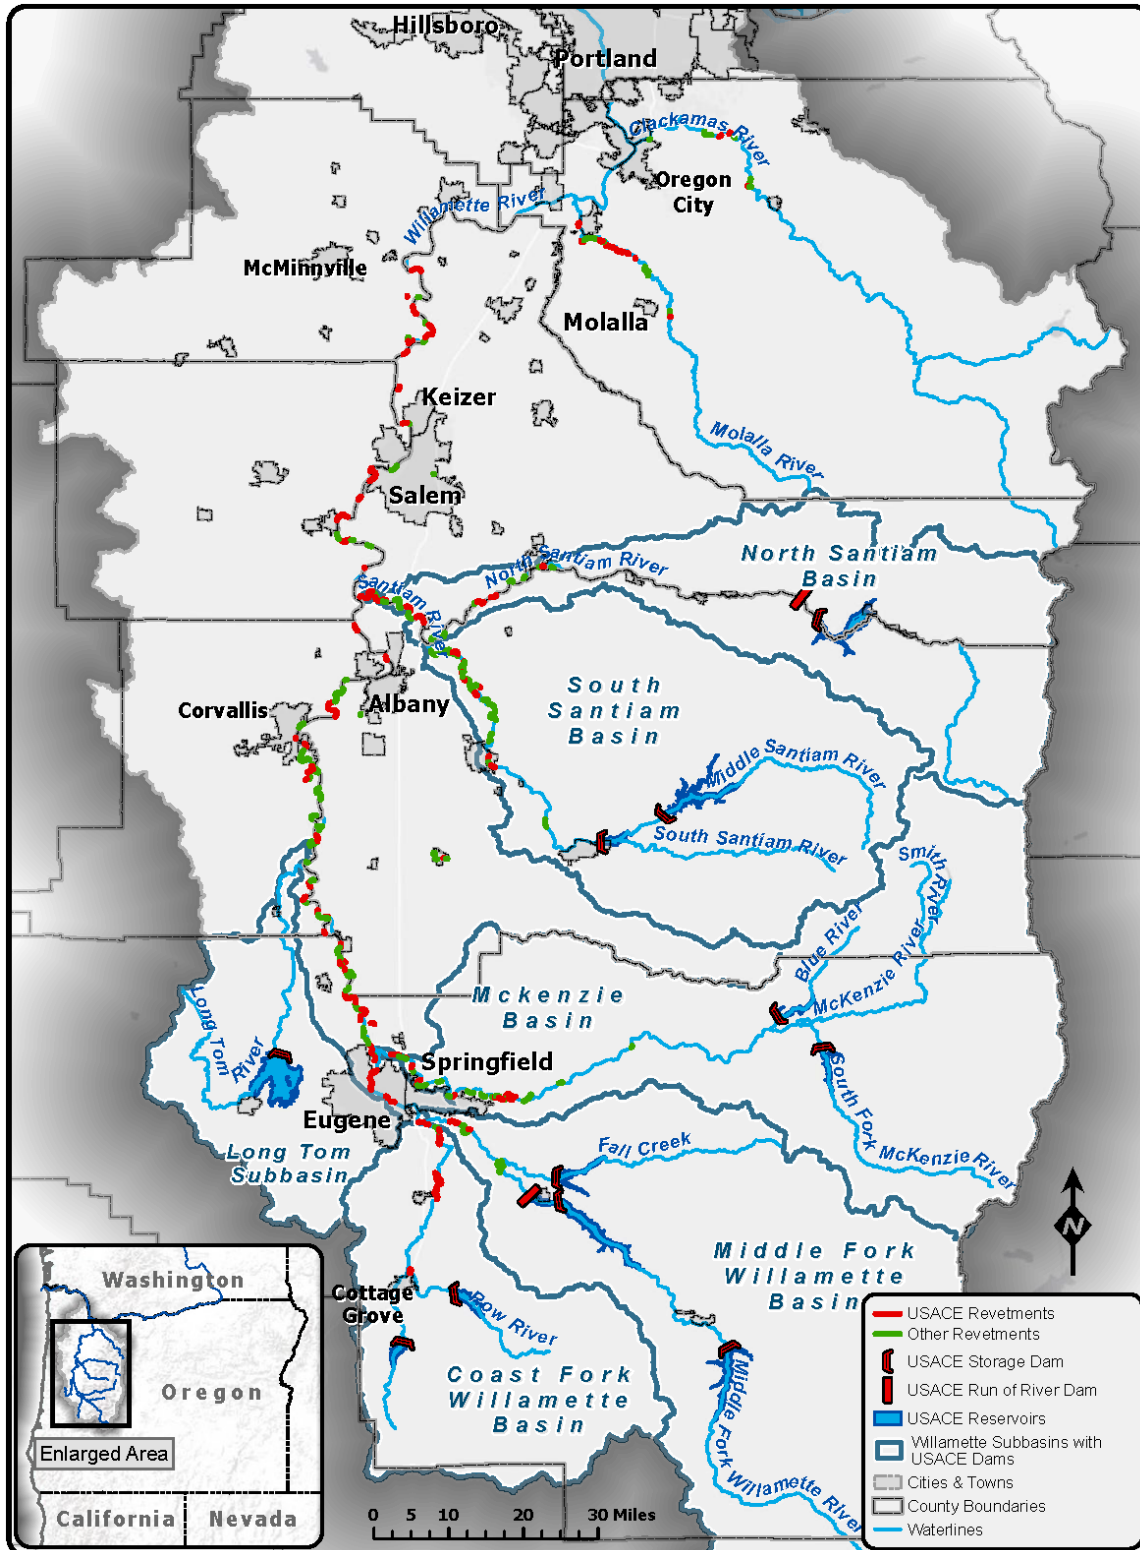 Hillsboro
Portland
Clackamas River
Oregon
City
Willamette River
McMinnville
Molalla
Keizer
Molalla River
Salem
North Santiam River
North Santiam
Basin
Santiam River
South
Santiam
Basin
Corvallis
Albany
Middle Santiam River
South Santiam River
Smith River
Blue River
McKenzie River
Mckenzie
Basin
Long Tom River
Springfield
South Fork McKenzie River
Eugene
Fall Creek
Long Tom
Subbasin
Middle Fork
Willamette
Basin
Cottage
Grove
Row River
Coast Fork
Willamette
Basin
Middle Fork Willamette River
N
Washington
Oregon
Enlarged Area
California
Nevada
0 5 10 20 30 Miles
USACE Revetments
Other Revetments
USACE Storage Dam
USACE Run of River Dam
USACE Reservoirs
Willamette Subbasins with
USACE Dams
Cities & Towns
County Boundaries
Waterlines